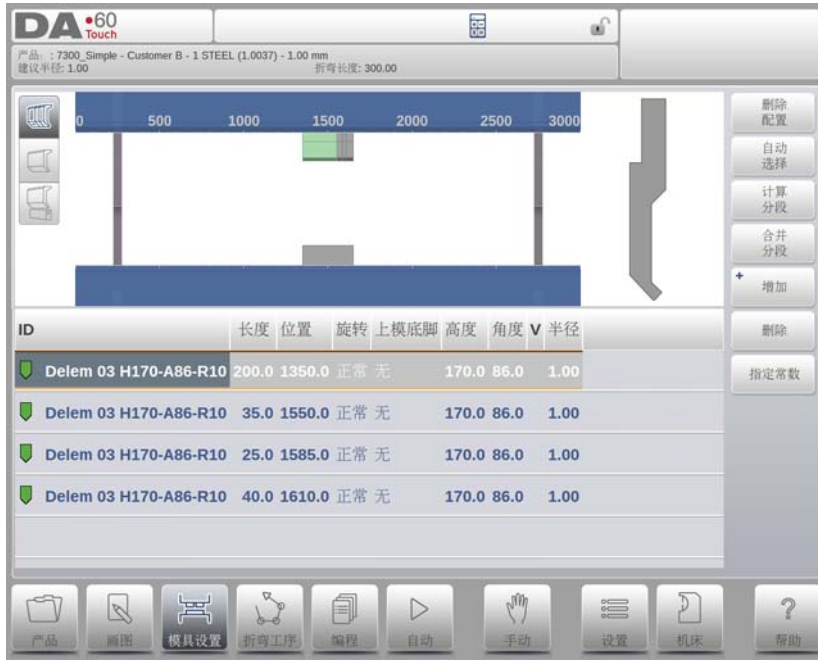 DA 60
Touch
产品: : 7300_Simple - Customer B - 1 STEEL (1.0037) - 1.00 mm
建议半径: 1.00 折弯长度: 300.00
0 500 1000 1500 2000 2500 3000
删除
配置
自动
选择
计算
分段
合并
分段
+ 增加
删除
指定常数
ID 长度 位置 旋转 上模底脚 高度 角度 V 半径
Delem 03 H170-A86-R10 200.0 1350.0 正常 无 170.0 86.0 1.00
Delem 03 H170-A86-R10 35.0 1550.0 正常 无 170.0 86.0 1.00
Delem 03 H170-A86-R10 25.0 1585.0 正常 无 170.0 86.0 1.00
Delem 03 H170-A86-R10 40.0 1610.0 正常 无 170.0 86.0 1.00
产品 画图 模具设置 折弯工序 编程 自动 手动 设置 机床 帮助